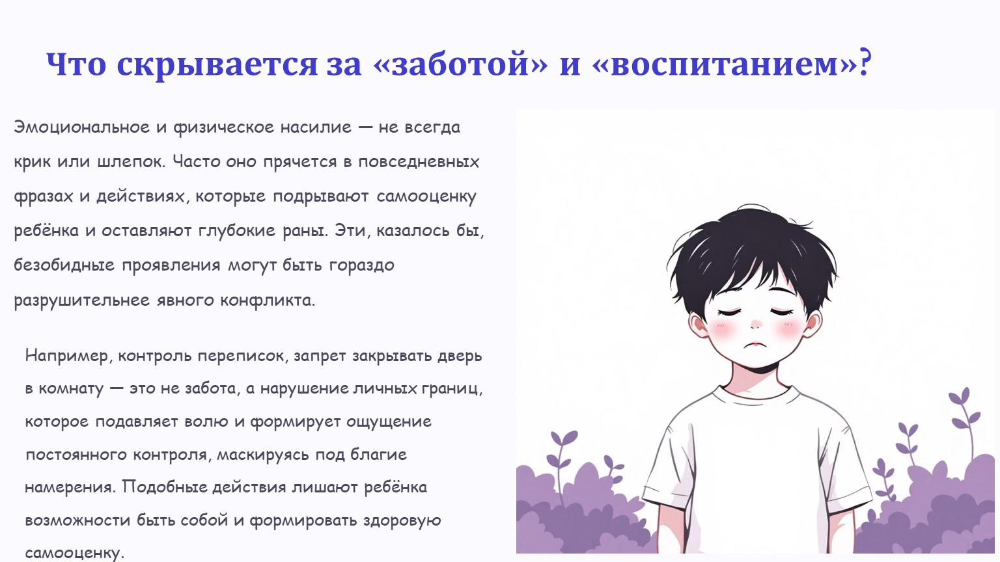 Что скрывается за «заботой» и «воспитанием»?
Эмоциональное и физическое насилие — не всегда
крик или шлепок. Часто оно прячется в повседневных
фразах и действиях, которые подрывают самооценку
ребёнка и оставляют глубокие раны. Эти, казалось бы,
безобидные проявления могут быть гораздо
разрушительнее явного конфликта.
Например, контроль переписок, запрет закрывать дверь
в комнату — это не забота, а нарушение личных границ,
которое подавляет волю и формирует ощущение
постоянного контроля, маскируясь под благие
намерения. Подобные действия лишают ребёнка
возможности быть собой и формировать здоровую
самооценку.